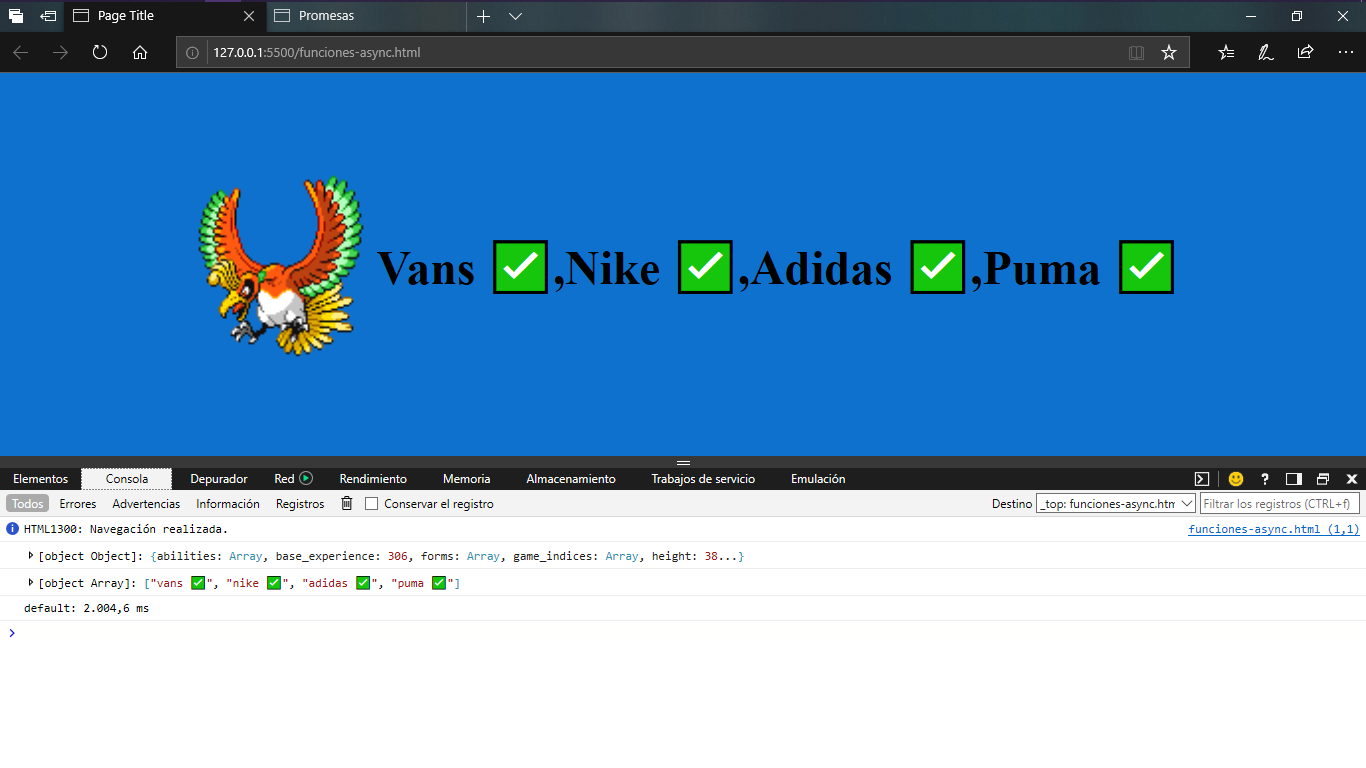 Page Title
Promesas
127.0.0.1:5500/funciones-async.html
Vans ✅,Nike ✅,Adidas ✅,Puma ✅
Elementos Consola Depurador Red Rendimiento Memoria Almacenamiento Trabajos de servicio Emulación
Todos Errores Advertencias Información Registros Conservar el registro Destino _top: funciones-async.htm Filtrar los registros (CTRL+f)
HTML1300: Navegación realizada. funciones-async.html (1,1)
[object Object]: {abilities: Array, base_experience: 306, forms: Array, game_indices: Array, height: 38...}
[object Array]: ["vans ✅", "nike ✅", "adidas ✅", "puma ✅"]
default: 2.004,6 ms